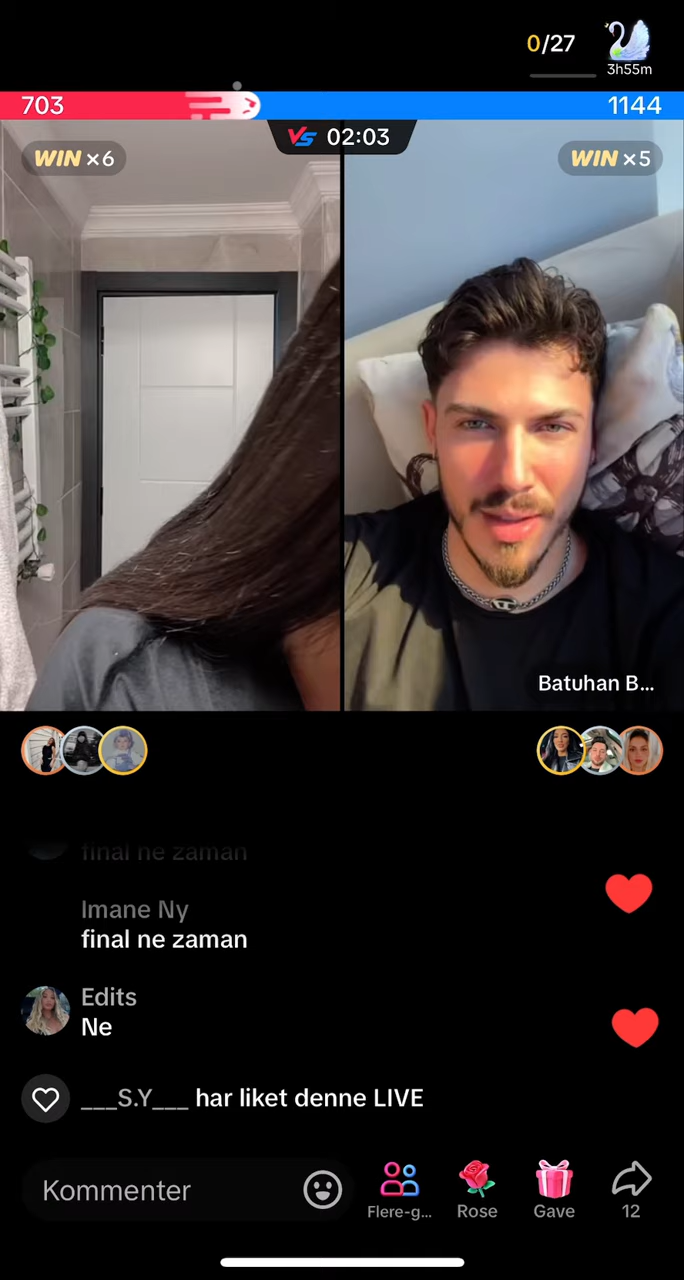 0/27
3h55m
703
1144
VS 02:03
WIN ×6
WIN ×5
Batuhan B...
final ne zaman
Imane Ny
final ne zaman
Edits
Ne
___S.Y___ har liket denne LIVE
Kommenter
Flere-g...
Rose
Gave
12